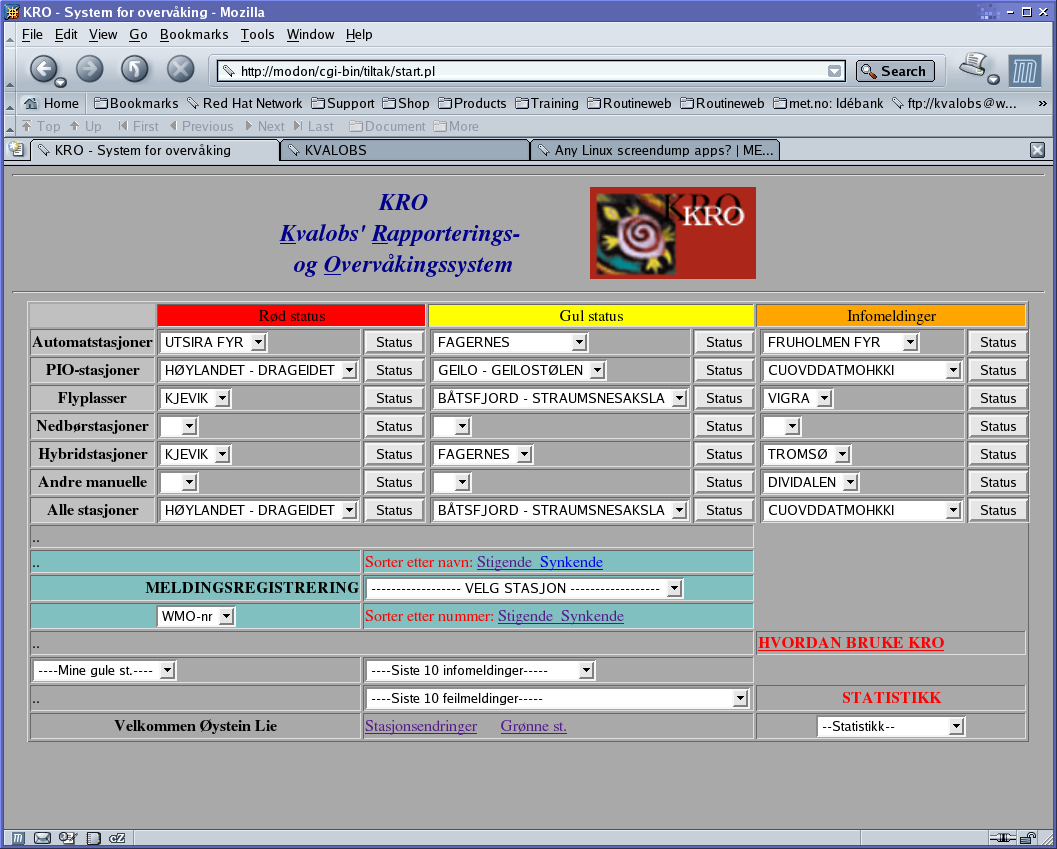 KRO - System for overvåking - Mozilla
File Edit View Go Bookmarks Tools Window Help
http://modon/cgi-bin/tiltak/start.pl Search
Home Bookmarks Red Hat Network Support Shop Products Training Routineweb Routineweb met.no: Idébank ftp://kvalobs@w... »
Top Up First Previous Next Last Document More
KRO - System for overvåking KVALOBS Any Linux screendump apps? | ME...
KRO
Kvalobs' Rapporterings-
og Overvåkingssystem
KRO
KRO
Rød status Gul status Infomeldinger
Automatstasjoner UTSIRA FYR Status FAGERNES Status FRUHOLMEN FYR Status
PIO-stasjoner HØYLANDET - DRAGEIDET Status GEILO - GEILOSTØLEN Status CUOVDDATMOHKKI Status
Flyplasser KJEVIK Status BÅTSFJORD - STRAUMSNESAKSLA Status VIGRA Status
Nedbørstasjoner Status Status Status
Hybridstasjoner KJEVIK Status FAGERNES Status TROMSØ Status
Andre manuelle Status Status DIVIDALEN Status
Alle stasjoner HØYLANDET - DRAGEIDET Status BÅTSFJORD - STRAUMSNESAKSLA Status CUOVDDATMOHKKI Status
..
.. Sorter etter navn: Stigende Synkende
MELDINGSREGISTRERING ------------------ VELG STASJON ------------------
WMO-nr Sorter etter nummer: Stigende Synkende
.. HVORDAN BRUKE KRO
----Mine gule st.---- ----Siste 10 infomeldinger-----
.. ----Siste 10 feilmeldinger----- STATISTIKK
Velkommen Øystein Lie Stasjonsendringer Grønne st. --Statistikk--